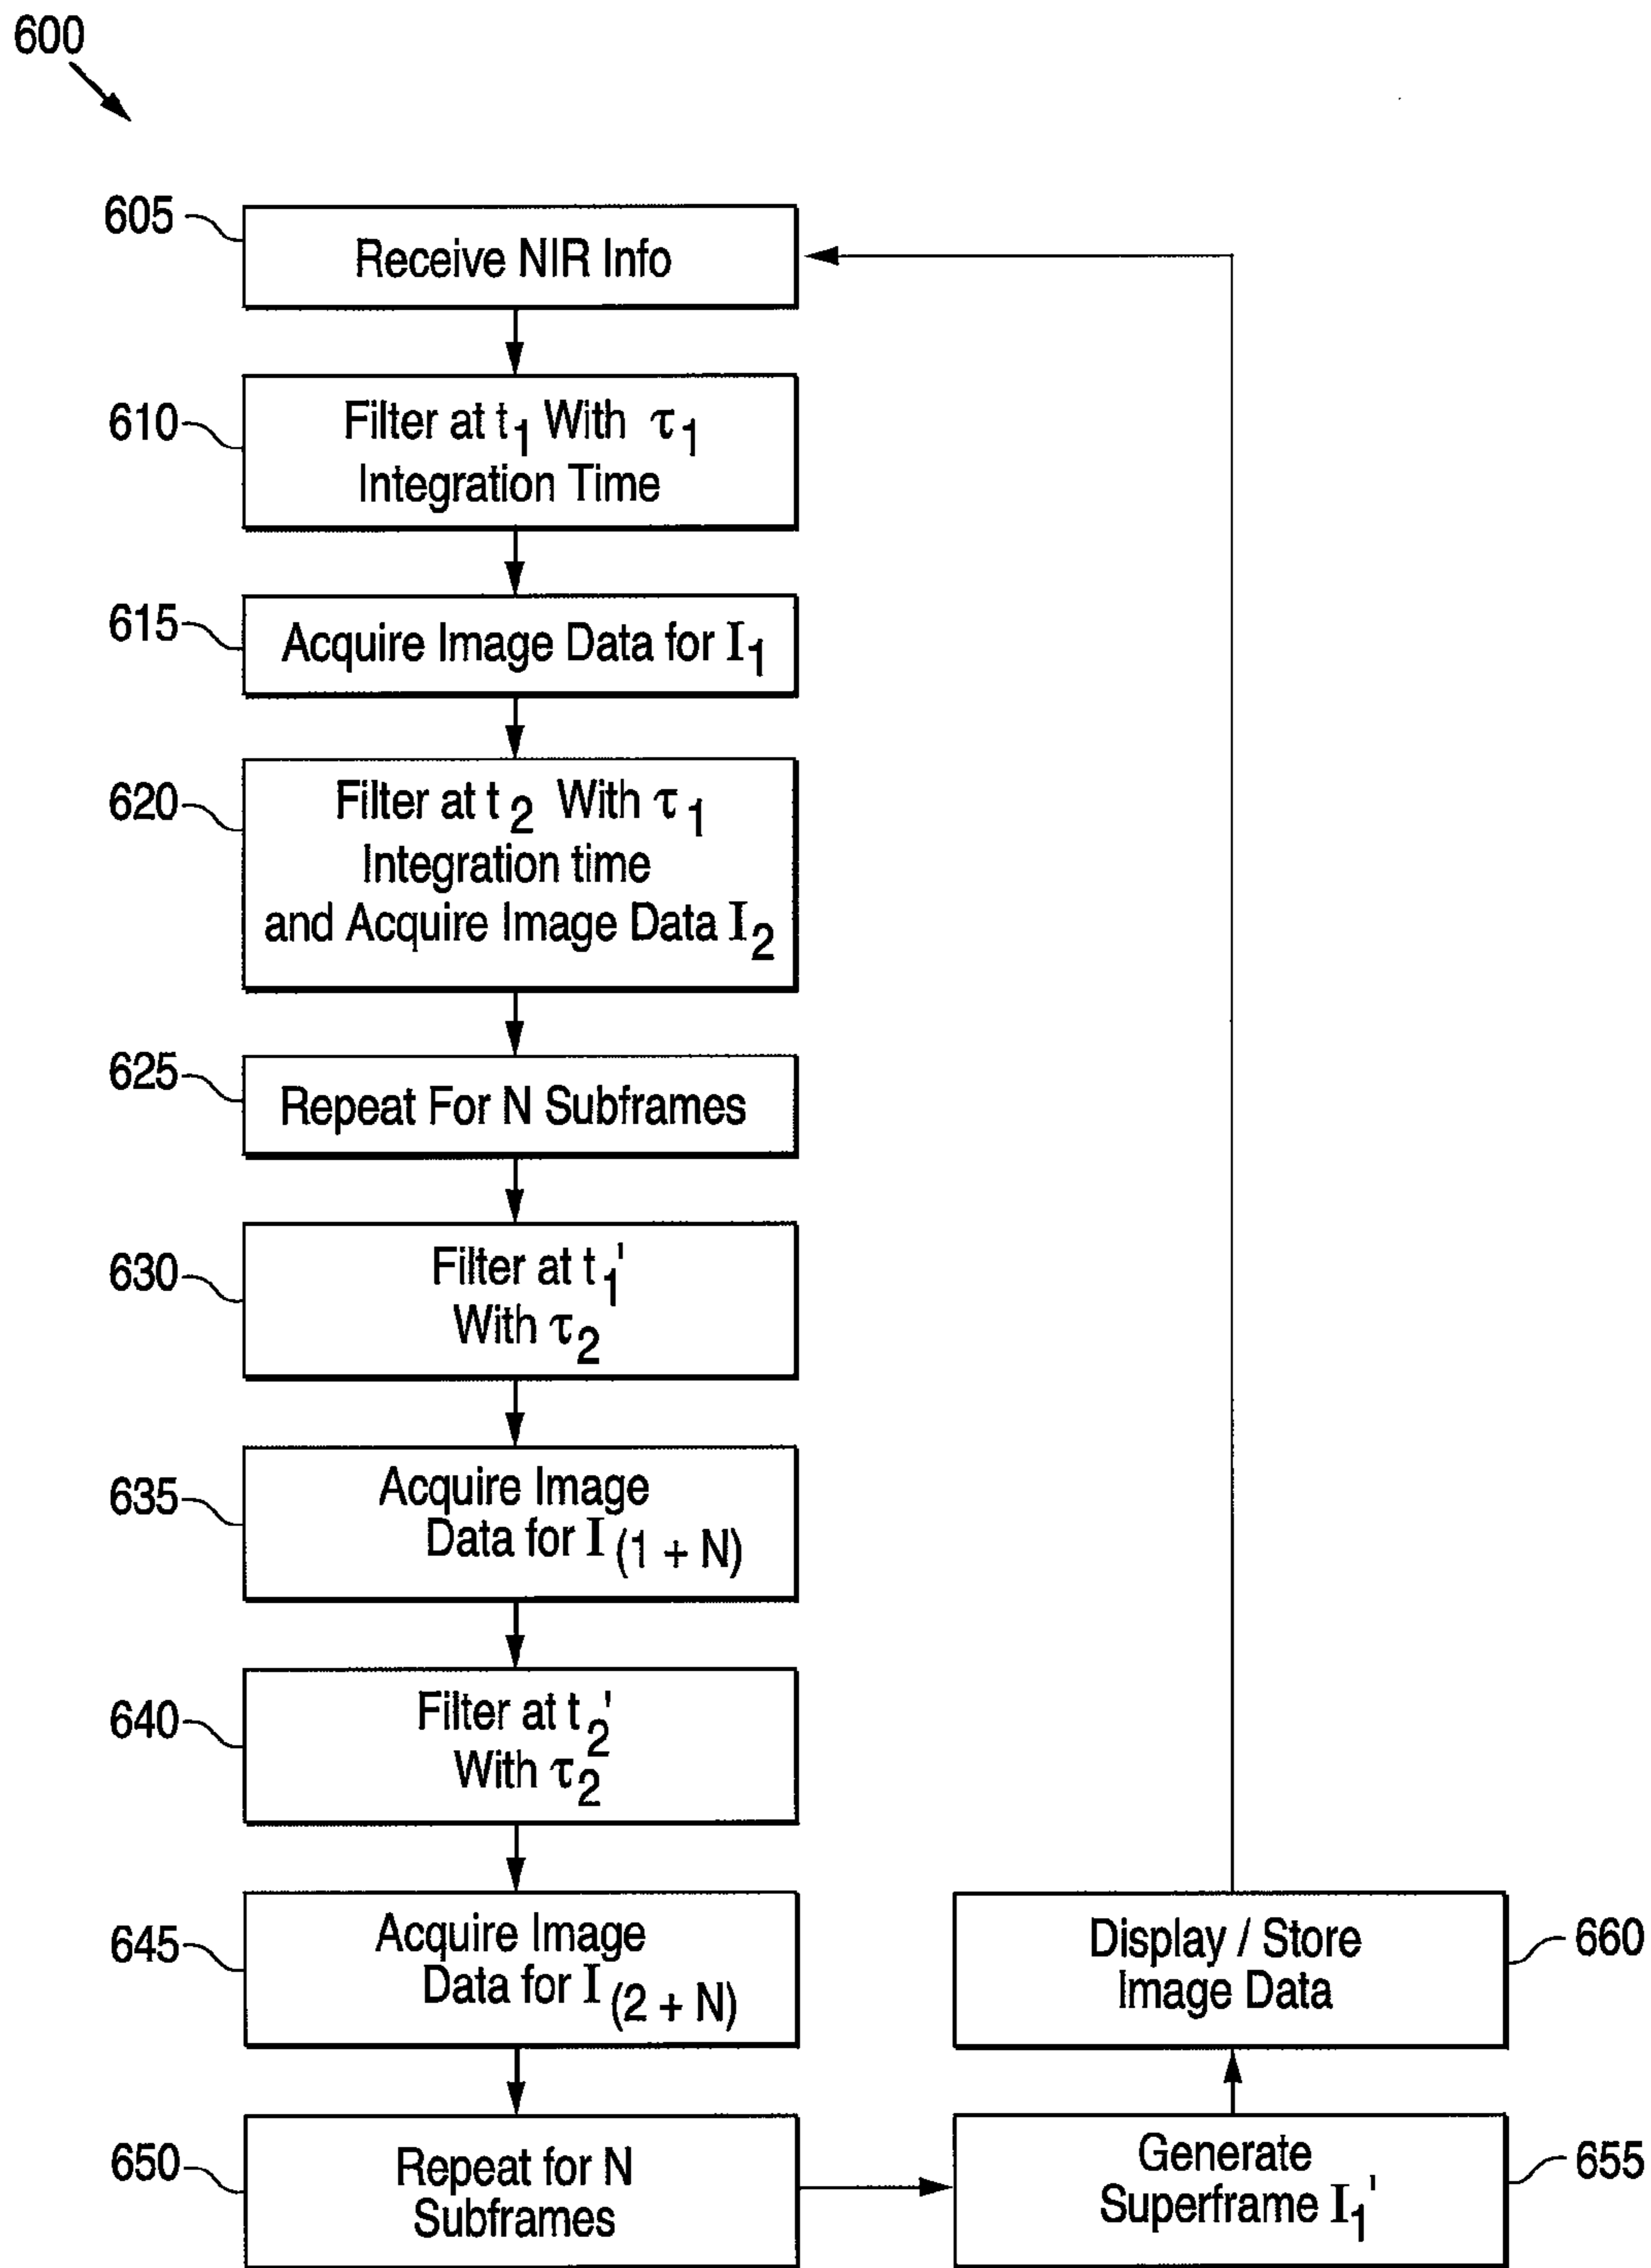 600
605
Receive NIR Info
610
Filter at t₁ With τ₁
Integration Time
615
Acquire Image Data for I₁
620
Filter at t₂ With τ₁
Integration time
and Acquire Image Data I₂
625
Repeat For N Subframes
630
Filter at t₁'
With τ₂
635
Acquire Image
Data for I (1 + N)
640
Filter at t₂'
With τ₂
645
Acquire Image
Data for I (2 + N)
650
Repeat for N
Subframes
Generate
Superframe I₁'
655
Display / Store
Image Data
660